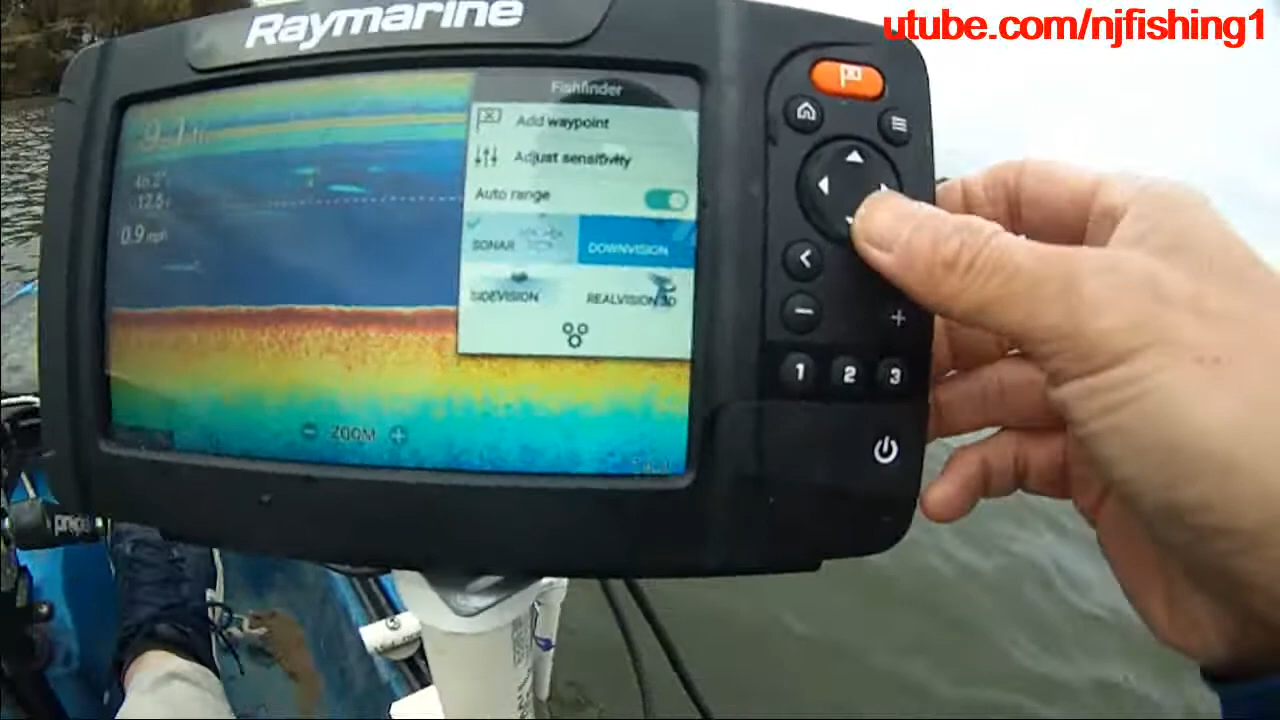 utube.com/njfishing1
Raymarine
Fishfinder
Add waypoint
Adjust sensitivity
Auto range
SONAR
DOWNVISION
SIDEVISION
REALVISION 3D
0.9 mph
ZOOM
1 2 3